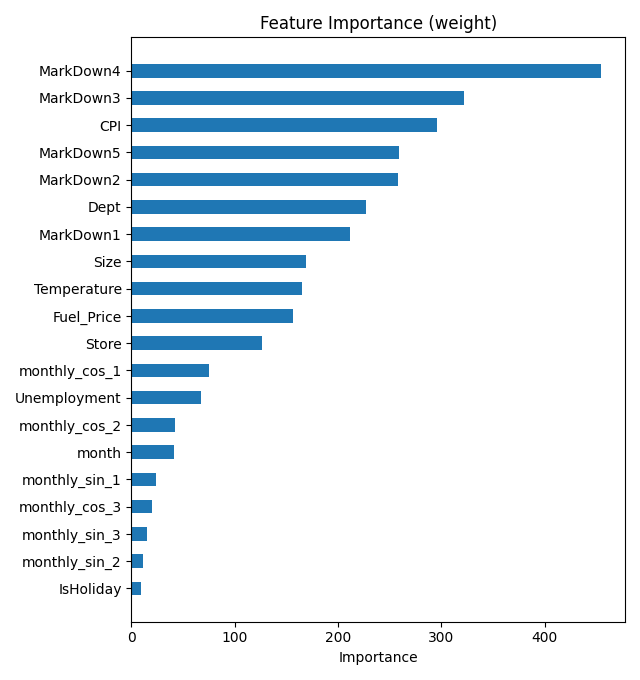 Feature Importance (weight)
MarkDown4
MarkDown3
CPI
MarkDown5
MarkDown2
Dept
MarkDown1
Size
Temperature
Fuel_Price
Store
monthly_cos_1
Unemployment
monthly_cos_2
month
monthly_sin_1
monthly_cos_3
monthly_sin_3
monthly_sin_2
IsHoliday
0 100 200 300 400
Importance